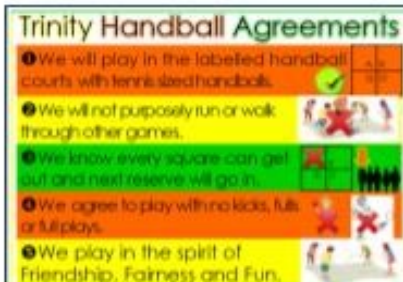 Trinity Handball Agreements
❶We will play in the labelled handball
courts with tennis sized handballs.
❷We will not purposely run or walk
through other games.
❸We know every square can get
out and next reserve will go in.
❹We agree to play with no kicks, fulls
or full plays.
❺We play in the spirit of
Friendship, Fairness and Fun.